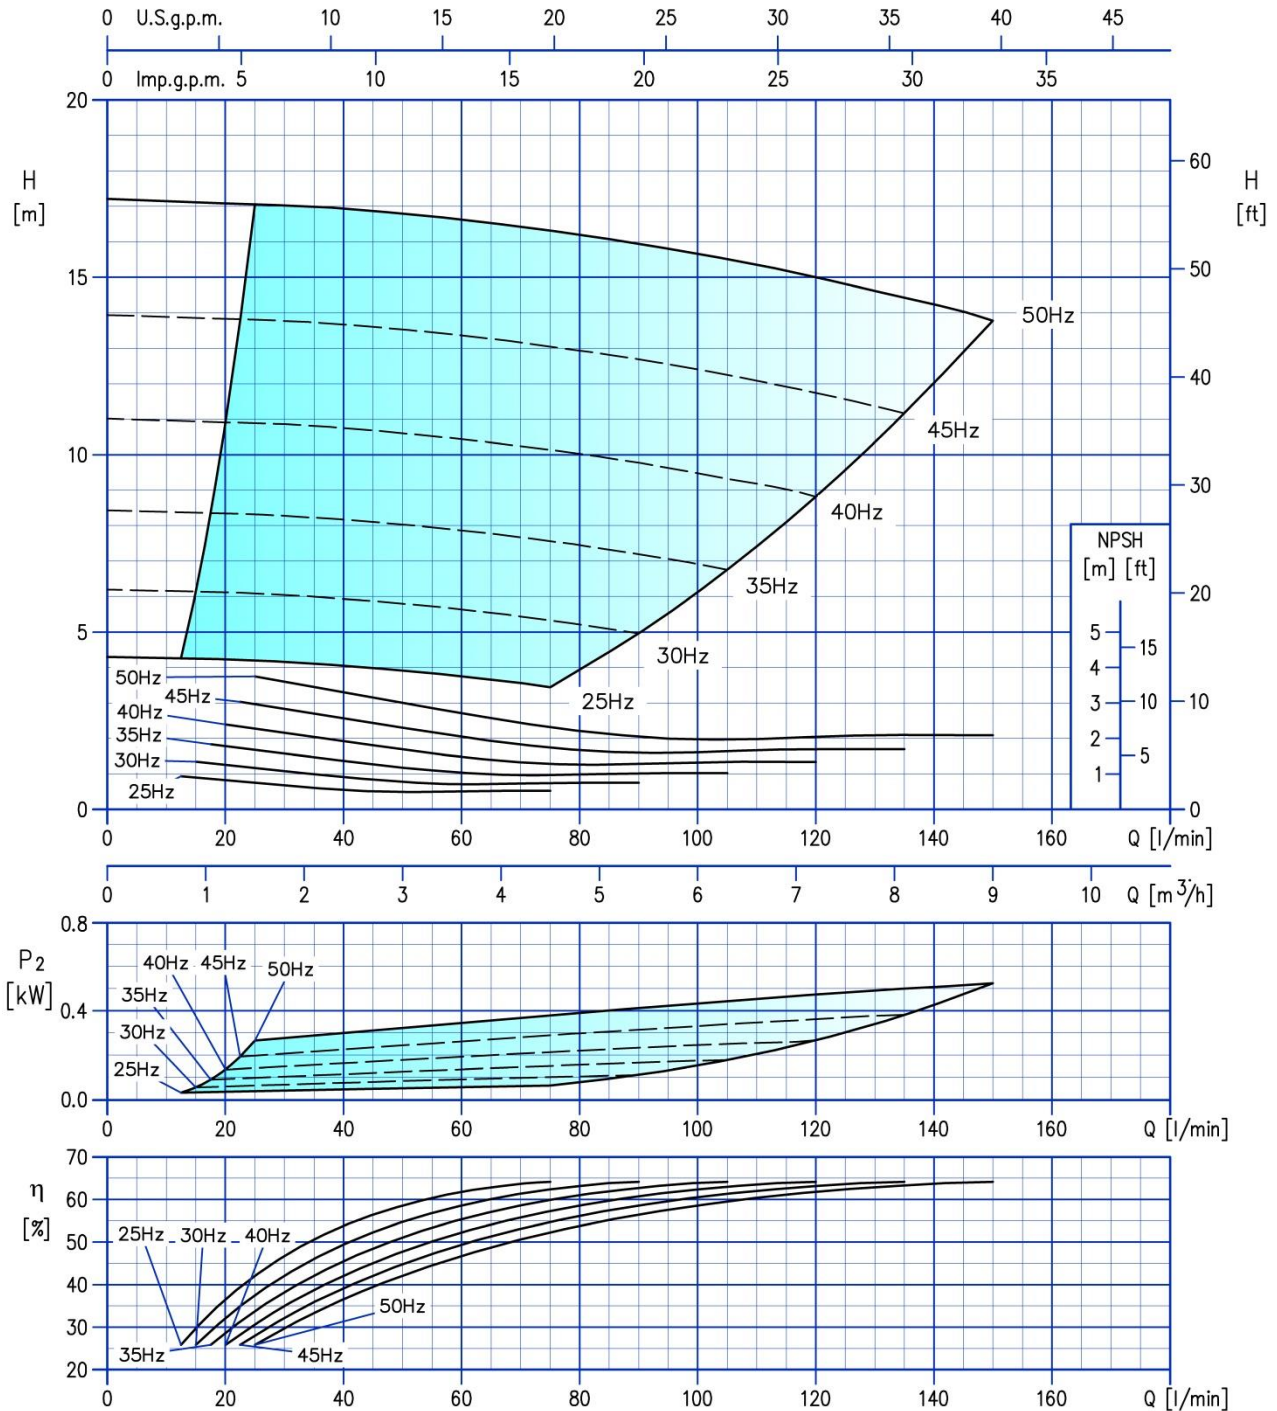 0 U.S.g.p.m. 10 15 20 25 30 35 40 45
0 Imp.g.p.m. 5 10 15 20 25 30 35
20
60
H
[m]
H
[ft]
15
50
50Hz
40
45Hz
10
30
40Hz
NPSH
[m] [ft]
35Hz
20
5
5
15
30Hz
4
50Hz
45Hz
25Hz
3
10
10
40Hz
35Hz
2
5
30Hz
1
25Hz
0
0
0 20 40 60 80 100 120 140 160 Q [l/min]
0 1 2 3 4 5 6 7 8 9 10 Q [m³/h]
0.8
P2
[kW]
40Hz 45Hz 50Hz
35Hz
0.4
30Hz
25Hz
0.0
0 20 40 60 80 100 120 140 160 Q [l/min]
70
η
[%]
60
25Hz 30Hz 40Hz
50
40
50Hz
30
35Hz 45Hz
20
0 20 40 60 80 100 120 140 160 Q [l/min]